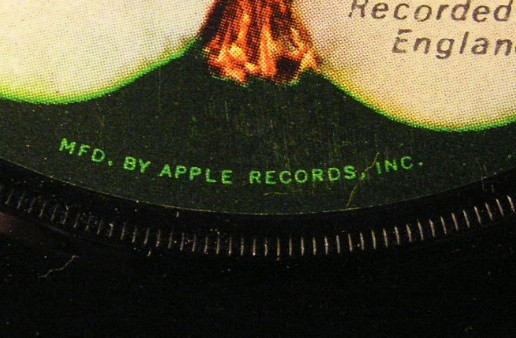 Recorded
England
MFD. BY APPLE RECORDS, INC.